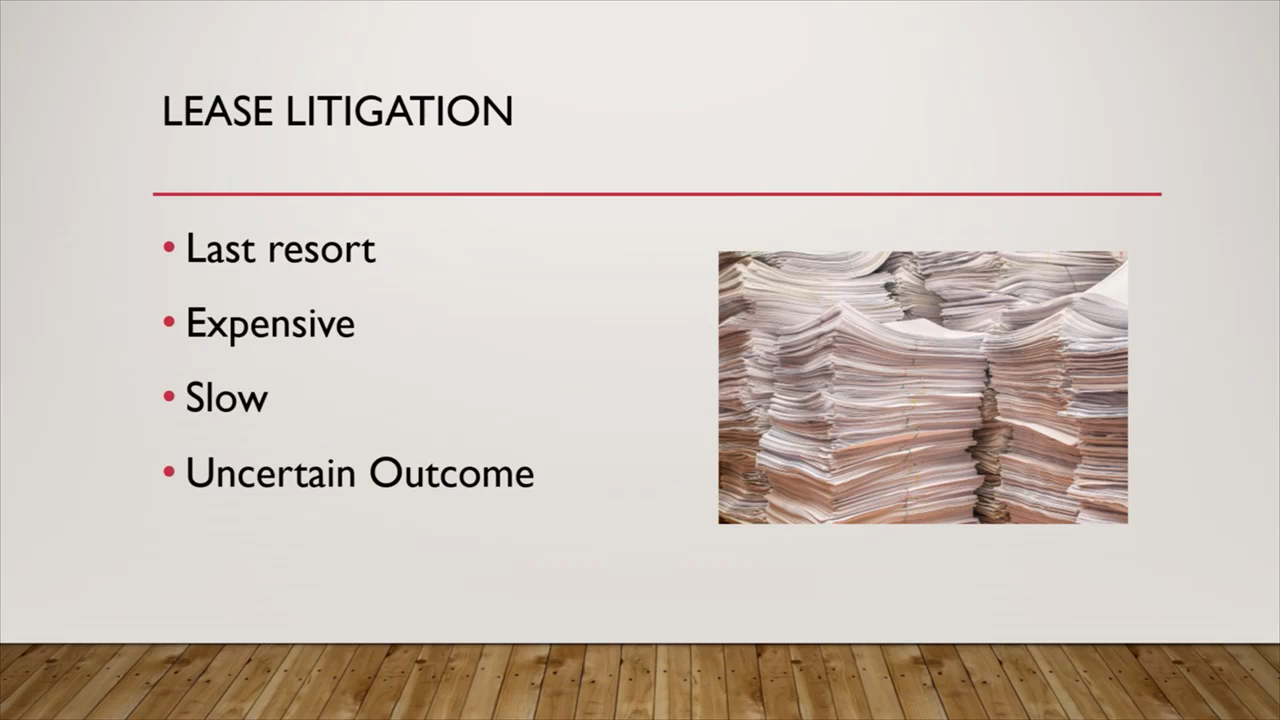 LEASE LITIGATION
• Last resort
• Expensive
• Slow
• Uncertain Outcome